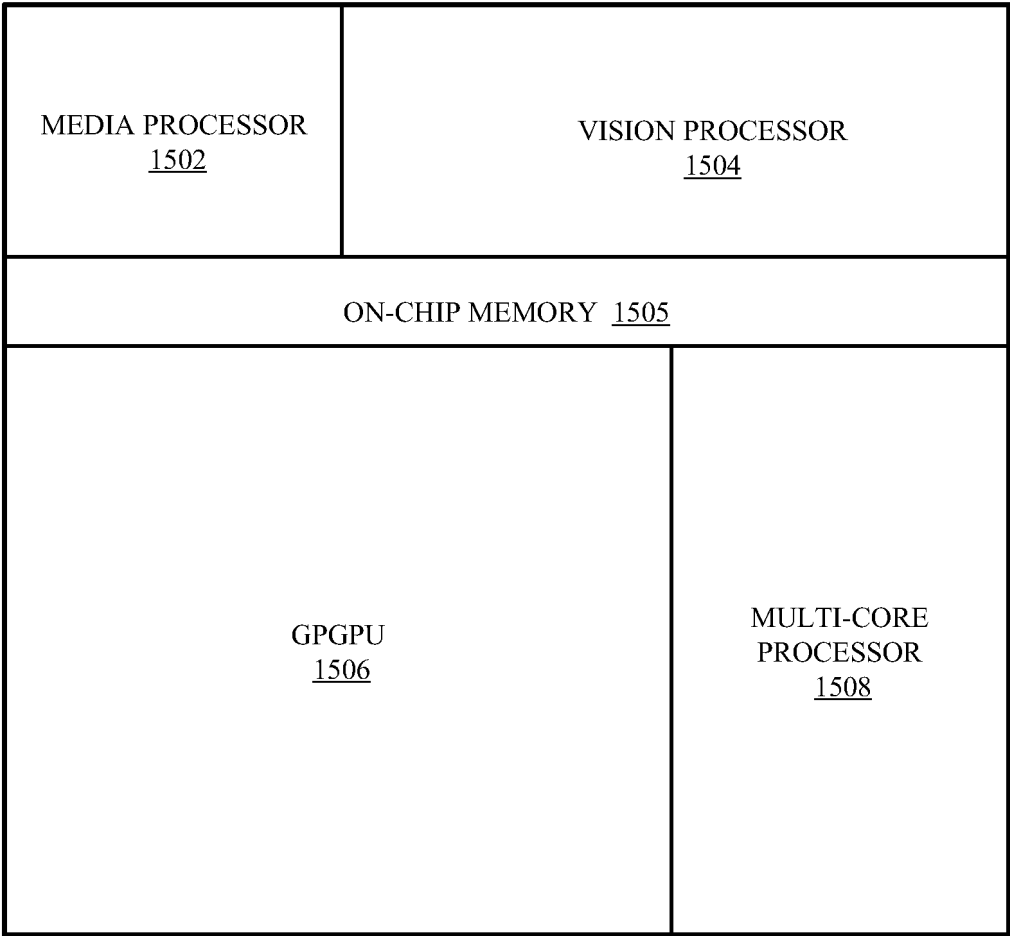 MEDIA PROCESSOR
1502
VISION PROCESSOR
1504
ON-CHIP MEMORY 1505
GPGPU
1506
MULTI-CORE
PROCESSOR
1508